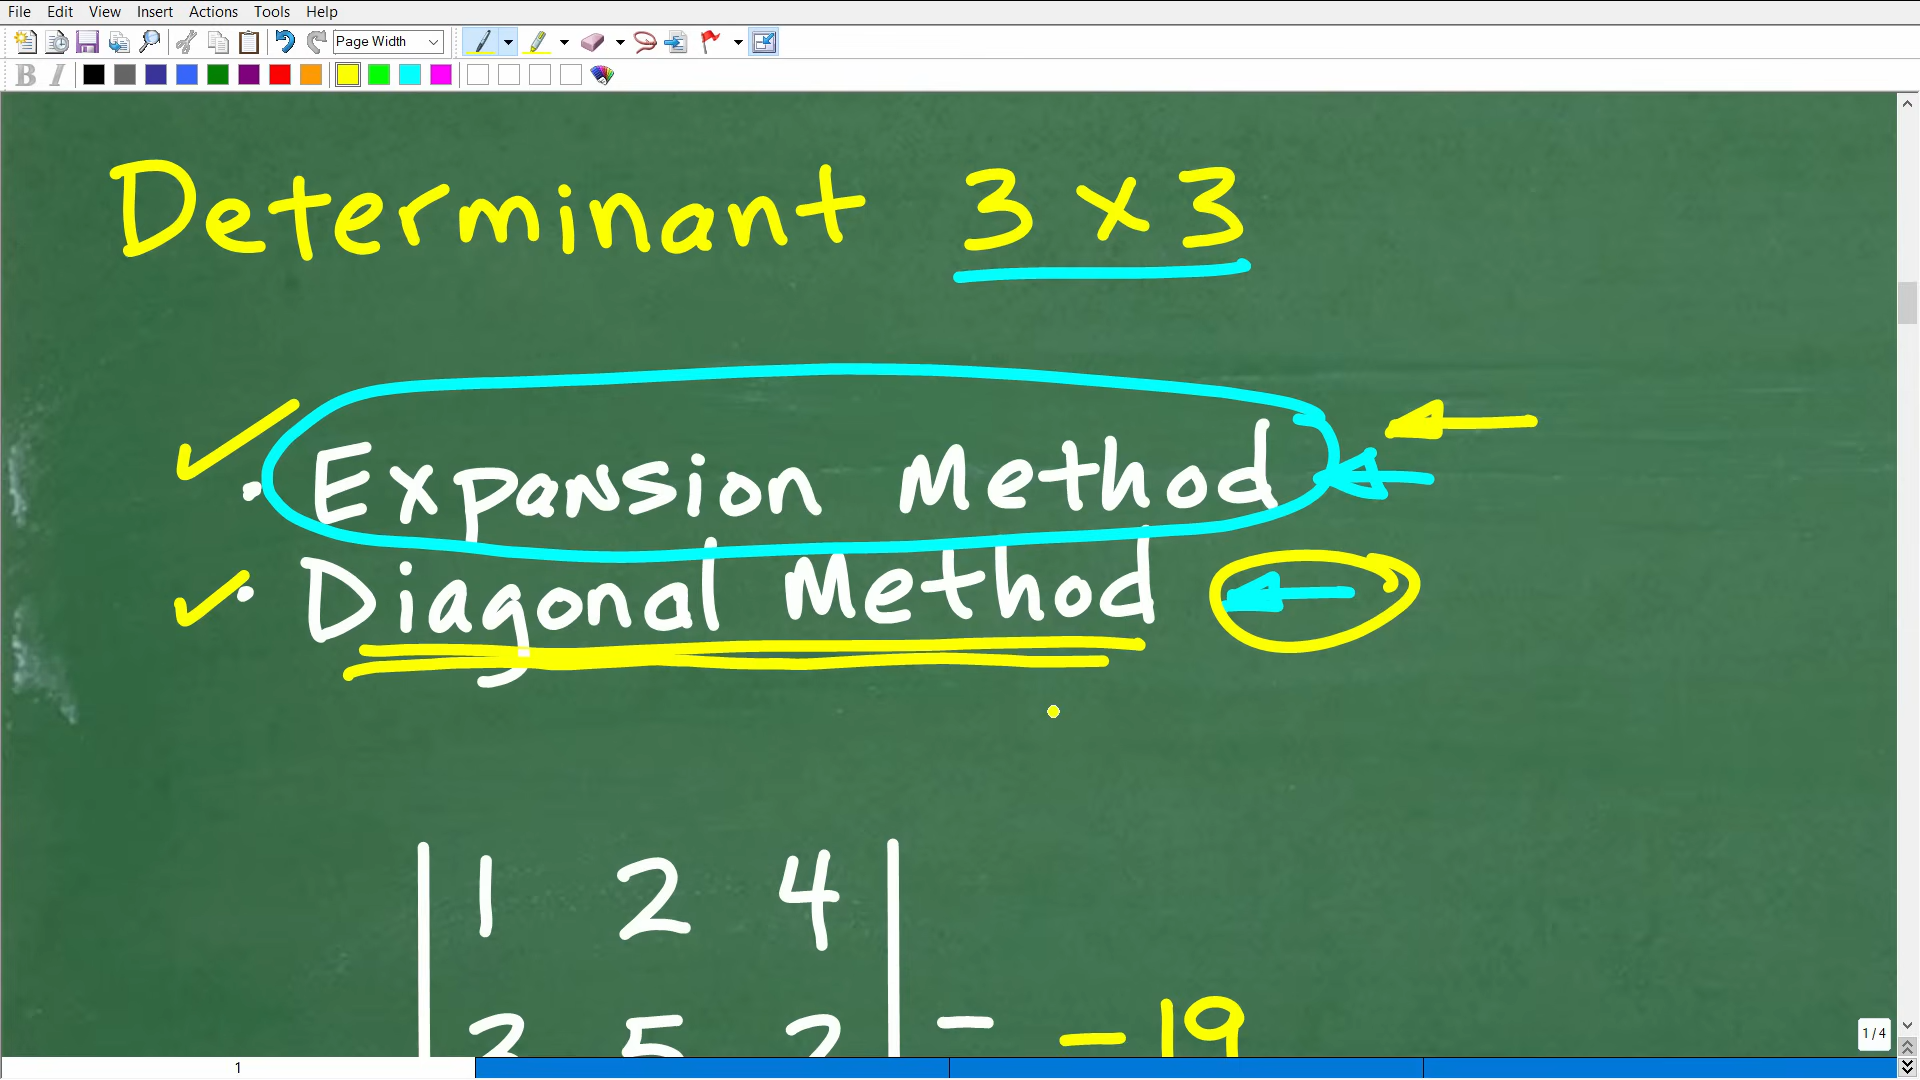 File Edit View Insert Actions Tools Help
Page Width
B I
Determinant 3 x 3
· Expansion Method
· Diagonal Method
1 2 4
5 = -19
1 / 4
1